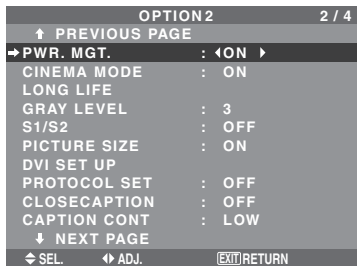 OPTION2 2 / 4
↑ PREVIOUS PAGE
→PWR. MGT. : ◀ON ▶
CINEMA MODE : ON
LONG LIFE
GRAY LEVEL : 3
S1/S2 : OFF
PICTURE SIZE : ON
DVI SET UP
PROTOCOL SET : OFF
CLOSECAPTION : OFF
CAPTION CONT : LOW
↓ NEXT PAGE
SEL. ADJ. EXIT RETURN